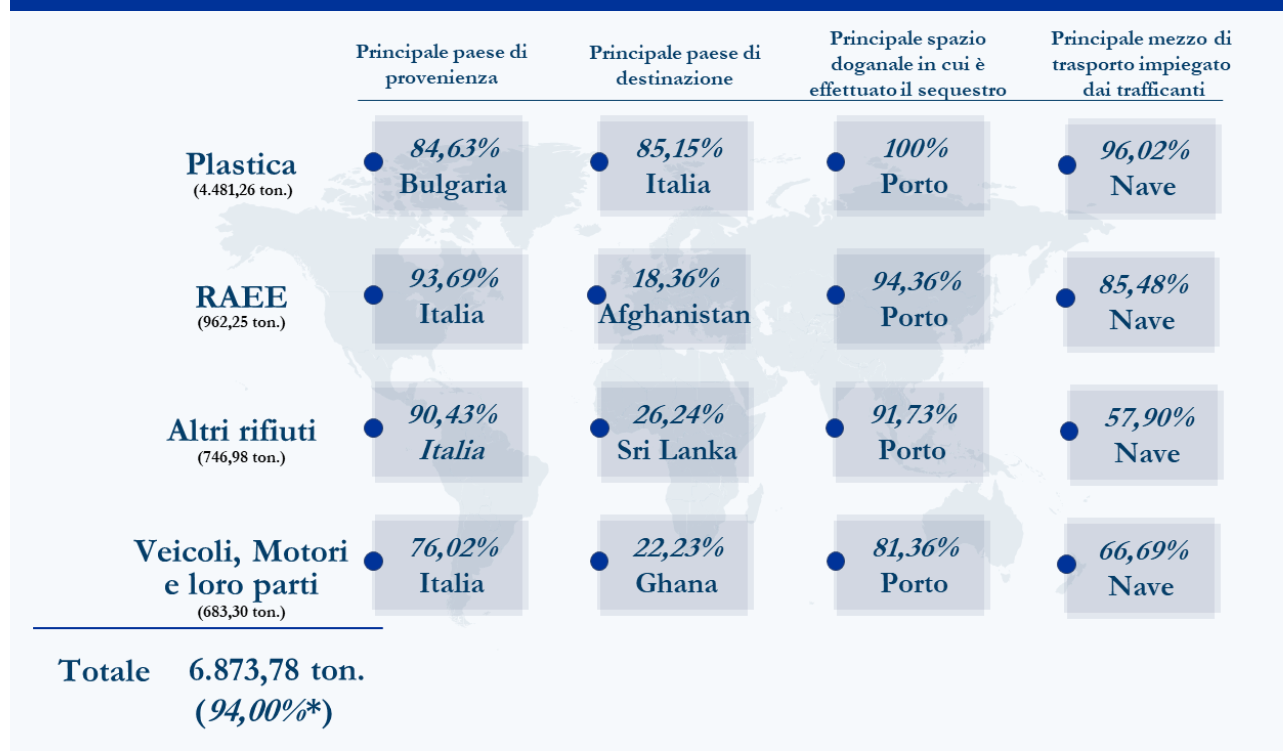 Principale paese di
provenienza
Principale paese di
destinazione
Principale spazio
doganale in cui è
effettuato il sequestro
Principale mezzo di
trasporto impiegato
dai trafficanti
Plastica
(4.481,26 ton.)
84,63%
Bulgaria
85,15%
Italia
100%
Porto
96,02%
Nave
RAEE
(962,25 ton.)
93,69%
Italia
18,36%
Afghanistan
94,36%
Porto
85,48%
Nave
Altri rifiuti
(746,98 ton.)
90,43%
Italia
26,24%
Sri Lanka
91,73%
Porto
57,90%
Nave
Veicoli, Motori
e loro parti
(683,30 ton.)
76,02%
Italia
22,23%
Ghana
81,36%
Porto
66,69%
Nave
Totale 6.873,78 ton.
(94,00%*)